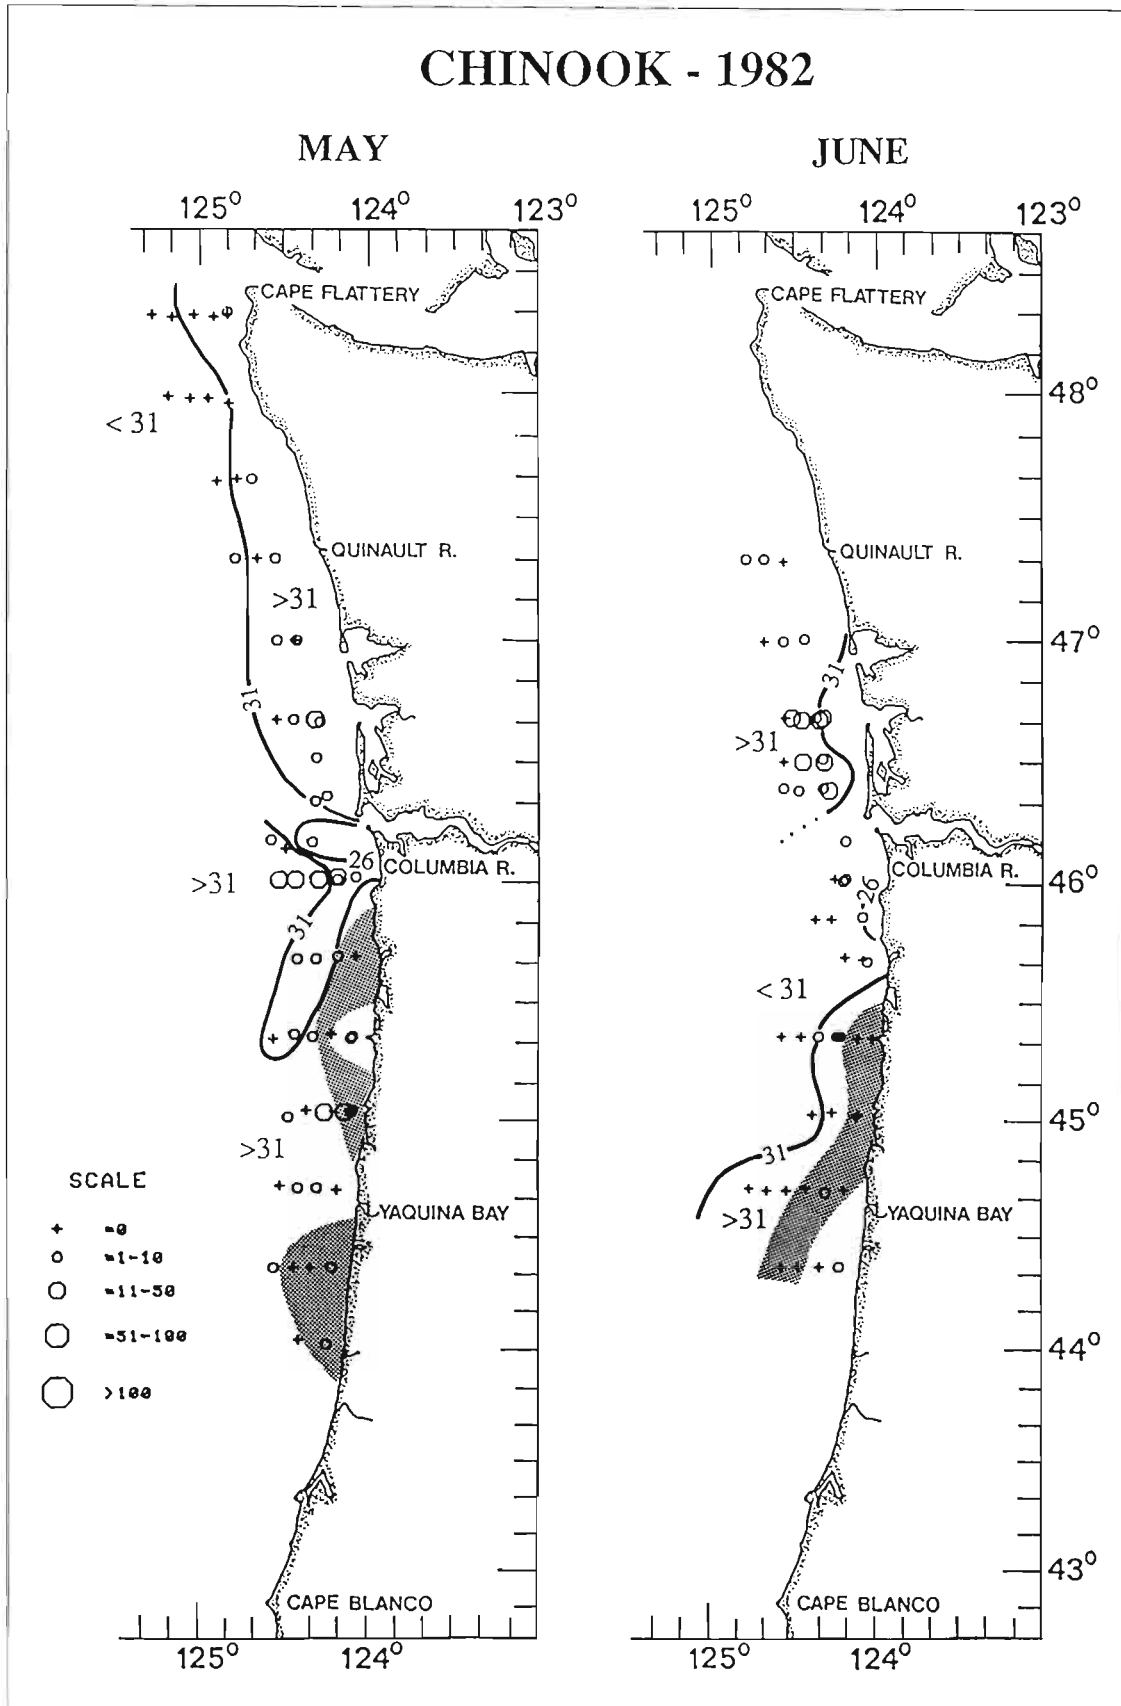 CHINOOK - 1982
MAY
125° 124° 123°
CAPE FLATTERY
< 31
QUINAULT R.
>31
31
26
COLUMBIA R.
>31
31
>31
YAQUINA BAY
SCALE
+ =0
=1-10
=11-50
=51-100
>100
CAPE BLANCO
125° 124°
JUNE
125° 124° 123°
CAPE FLATTERY
48°
QUINAULT R.
47°
31
>31
COLUMBIA R.
46°
26
< 31
45°
31
>31
YAQUINA BAY
44°
43°
CAPE BLANCO
125° 124°